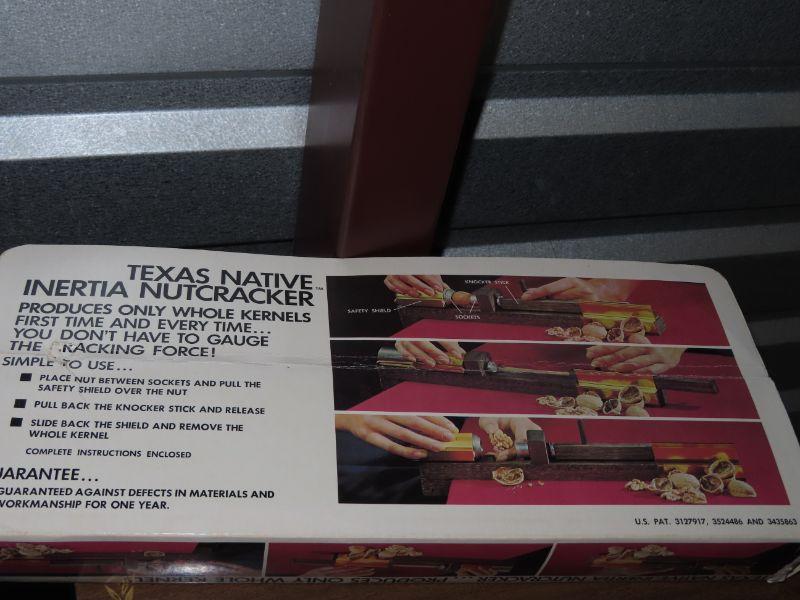 TEXAS NATIVE
INERTIA NUTCRACKER™
PRODUCES ONLY WHOLE KERNELS
FIRST TIME AND EVERY TIME...
YOU DON'T HAVE TO GAUGE
THE CRACKING FORCE!
SIMPLE TO USE...
■ PLACE NUT BETWEEN SOCKETS AND PULL THE
SAFETY SHIELD OVER THE NUT
■ PULL BACK THE KNOCKER STICK AND RELEASE
■ SLIDE BACK THE SHIELD AND REMOVE THE
WHOLE KERNEL
COMPLETE INSTRUCTIONS ENCLOSED
UARANTEE...
GUARANTEED AGAINST DEFECTS IN MATERIALS AND
WORKMANSHIP FOR ONE YEAR.
KNOCKER STICK
SAFETY SHIELD
SOCKETS
U.S. PAT. 3127917, 3524486 AND 3435863
INERTIA NUTCRACKER PRODUCES ONLY WHOLE KERNEL